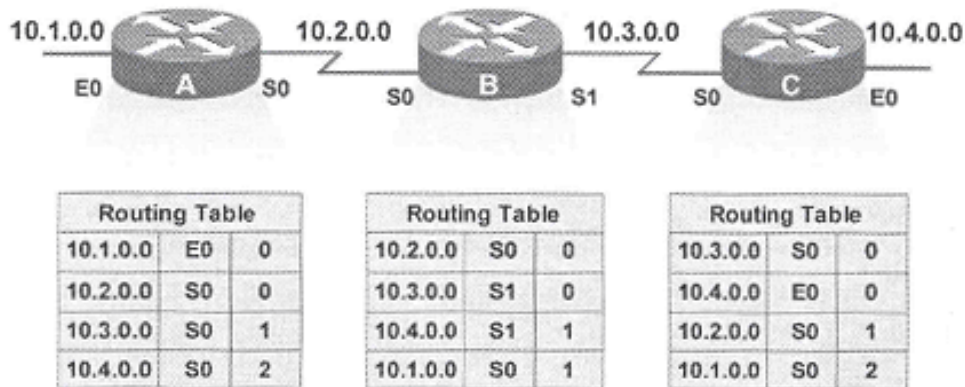 10.1.0.0 10.2.0.0 10.3.0.0 10.4.0.0
A B C
E0 S0 S0 S1 S0 E0
Routing Table
10.1.0.0 E0 0
10.2.0.0 S0 0
10.3.0.0 S0 1
10.4.0.0 S0 2
Routing Table
10.2.0.0 S0 0
10.3.0.0 S1 0
10.4.0.0 S1 1
10.1.0.0 S0 1
Routing Table
10.3.0.0 S0 0
10.4.0.0 E0 0
10.2.0.0 S0 1
10.1.0.0 S0 2